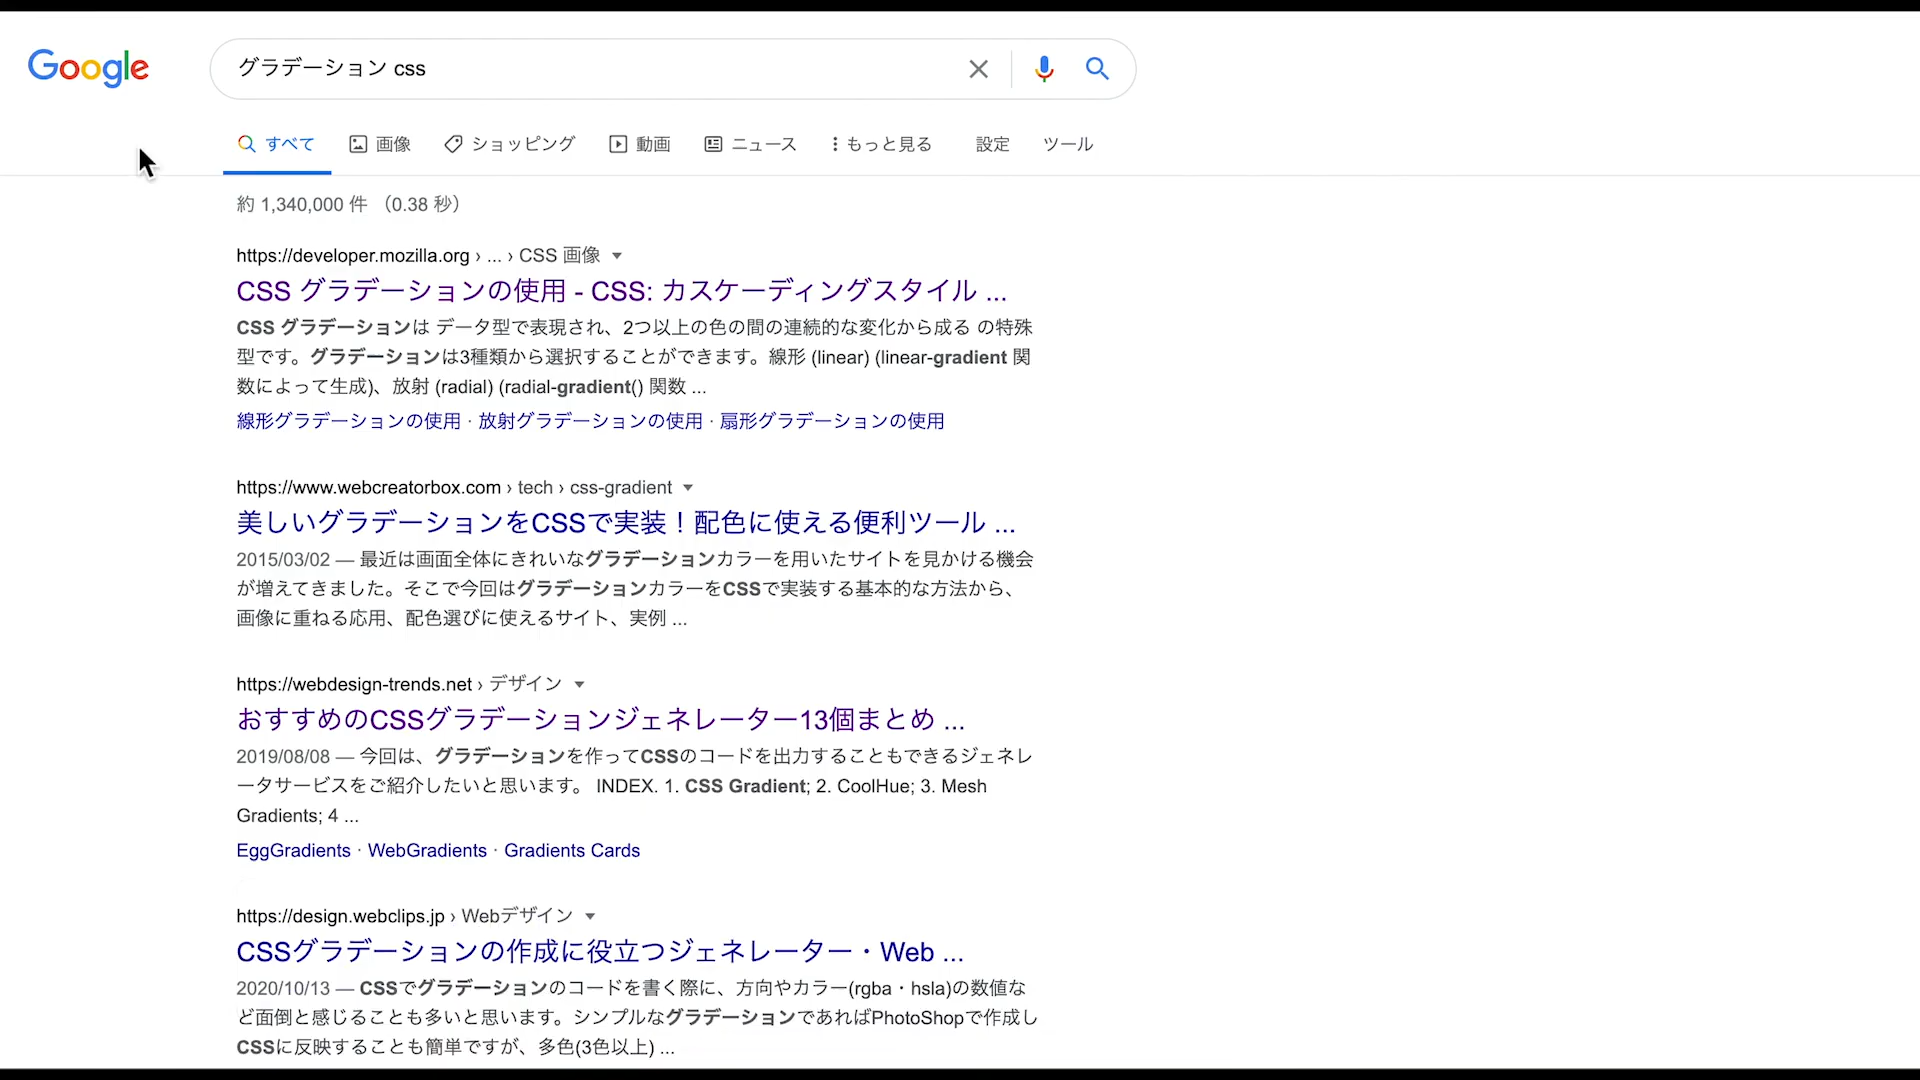 Google
グラデーション css
すべて 画像 ショッピング 動画 ニュース もっと見る 設定 ツール
約 1,340,000 件 （0.38 秒）
https://developer.mozilla.org › ... › CSS 画像
CSS グラデーションの使用 - CSS: カスケーディングスタイル ...
CSS グラデーションは データ型で表現され、2つ以上の色の間の連続的な変化から成る の特殊
型です。グラデーションは3種類から選択することができます。線形 (linear) (linear-gradient 関
数によって生成)、放射 (radial) (radial-gradient() 関数 ...
線形グラデーションの使用 · 放射グラデーションの使用 · 扇形グラデーションの使用
https://www.webcreatorbox.com › tech › css-gradient
美しいグラデーションをCSSで実装！配色に使える便利ツール ...
2015/03/02 — 最近は画面全体にきれいなグラデーションカラーを用いたサイトを見かける機会
が増えてきました。そこで今回はグラデーションカラーをCSSで実装する基本的な方法から、
画像に重ねる応用、配色選びに使えるサイト、実例 ...
https://webdesign-trends.net › デザイン
おすすめのCSSグラデーションジェネレーター13個まとめ ...
2019/08/08 — 今回は、グラデーションを作ってCSSのコードを出力することもできるジェネレ
ータサービスをご紹介したいと思います。 INDEX. 1. CSS Gradient; 2. CoolHue; 3. Mesh
Gradients; 4 ...
EggGradients · WebGradients · Gradients Cards
https://design.webclips.jp › Webデザイン
CSSグラデーションの作成に役立つジェネレーター・Web ...
2020/10/13 — CSSでグラデーションのコードを書く際に、方向やカラー(rgba・hsla)の数値な
ど面倒と感じることも多いと思います。シンプルなグラデーションであればPhotoShopで作成し
CSSに反映することも簡単ですが、多色(3色以上) ...